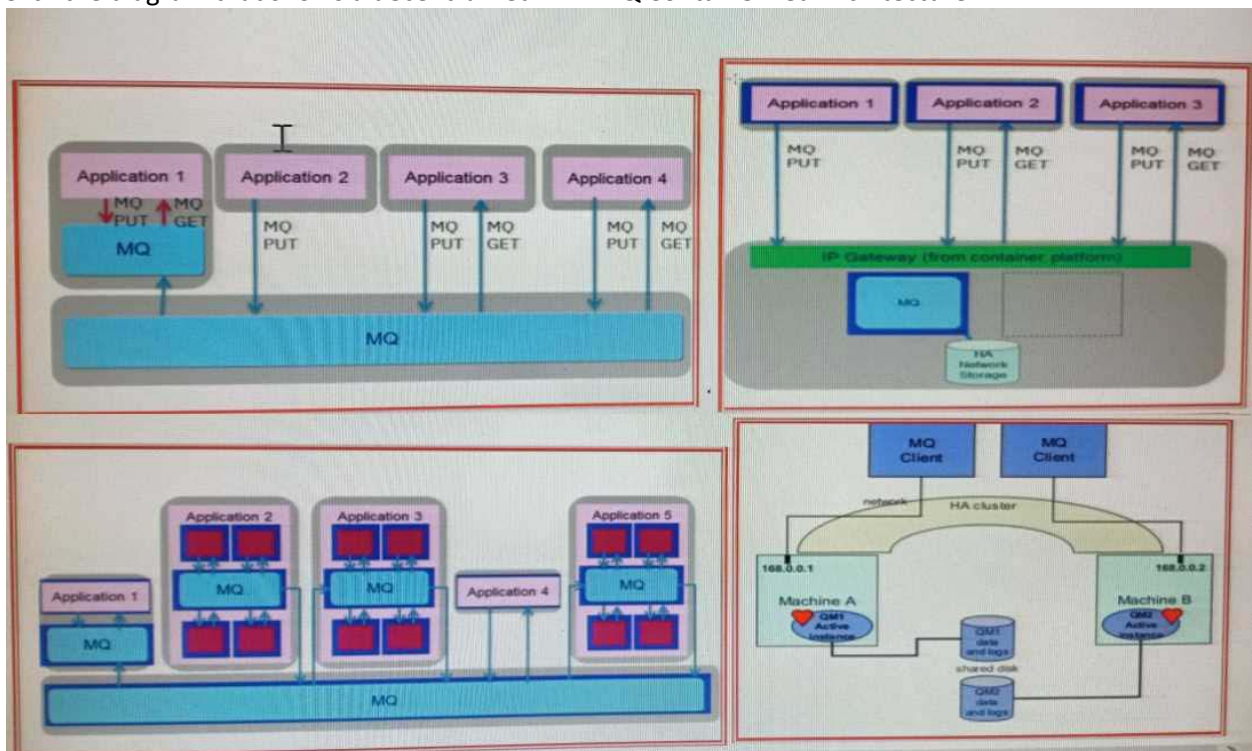 Application 1
Application 2
Application 3
Application 4
MQ
PUT
MQ
GET
MQ
MQ
PUT
MQ
PUT
MQ
GET
MQ
PUT
MQ
GET
MQ
Application 1
Application 2
Application 3
MQ
PUT
MQ
PUT
MQ
GET
MQ
PUT
MQ
GET
IP Gateway (from container platform)
MQ
HA
Network
Storage
Application 1
MQ
Application 2
MQ
Application 3
MQ
Application 4
Application 5
MQ
MQ
MQ
Client
MQ
Client
network
HA cluster
168.0.0.1
168.0.0.2
Machine A
QM1
Active
instance
Machine B
QM2
Active
instance
QM1
data
and logs
shared disk
QM2
data
and logs